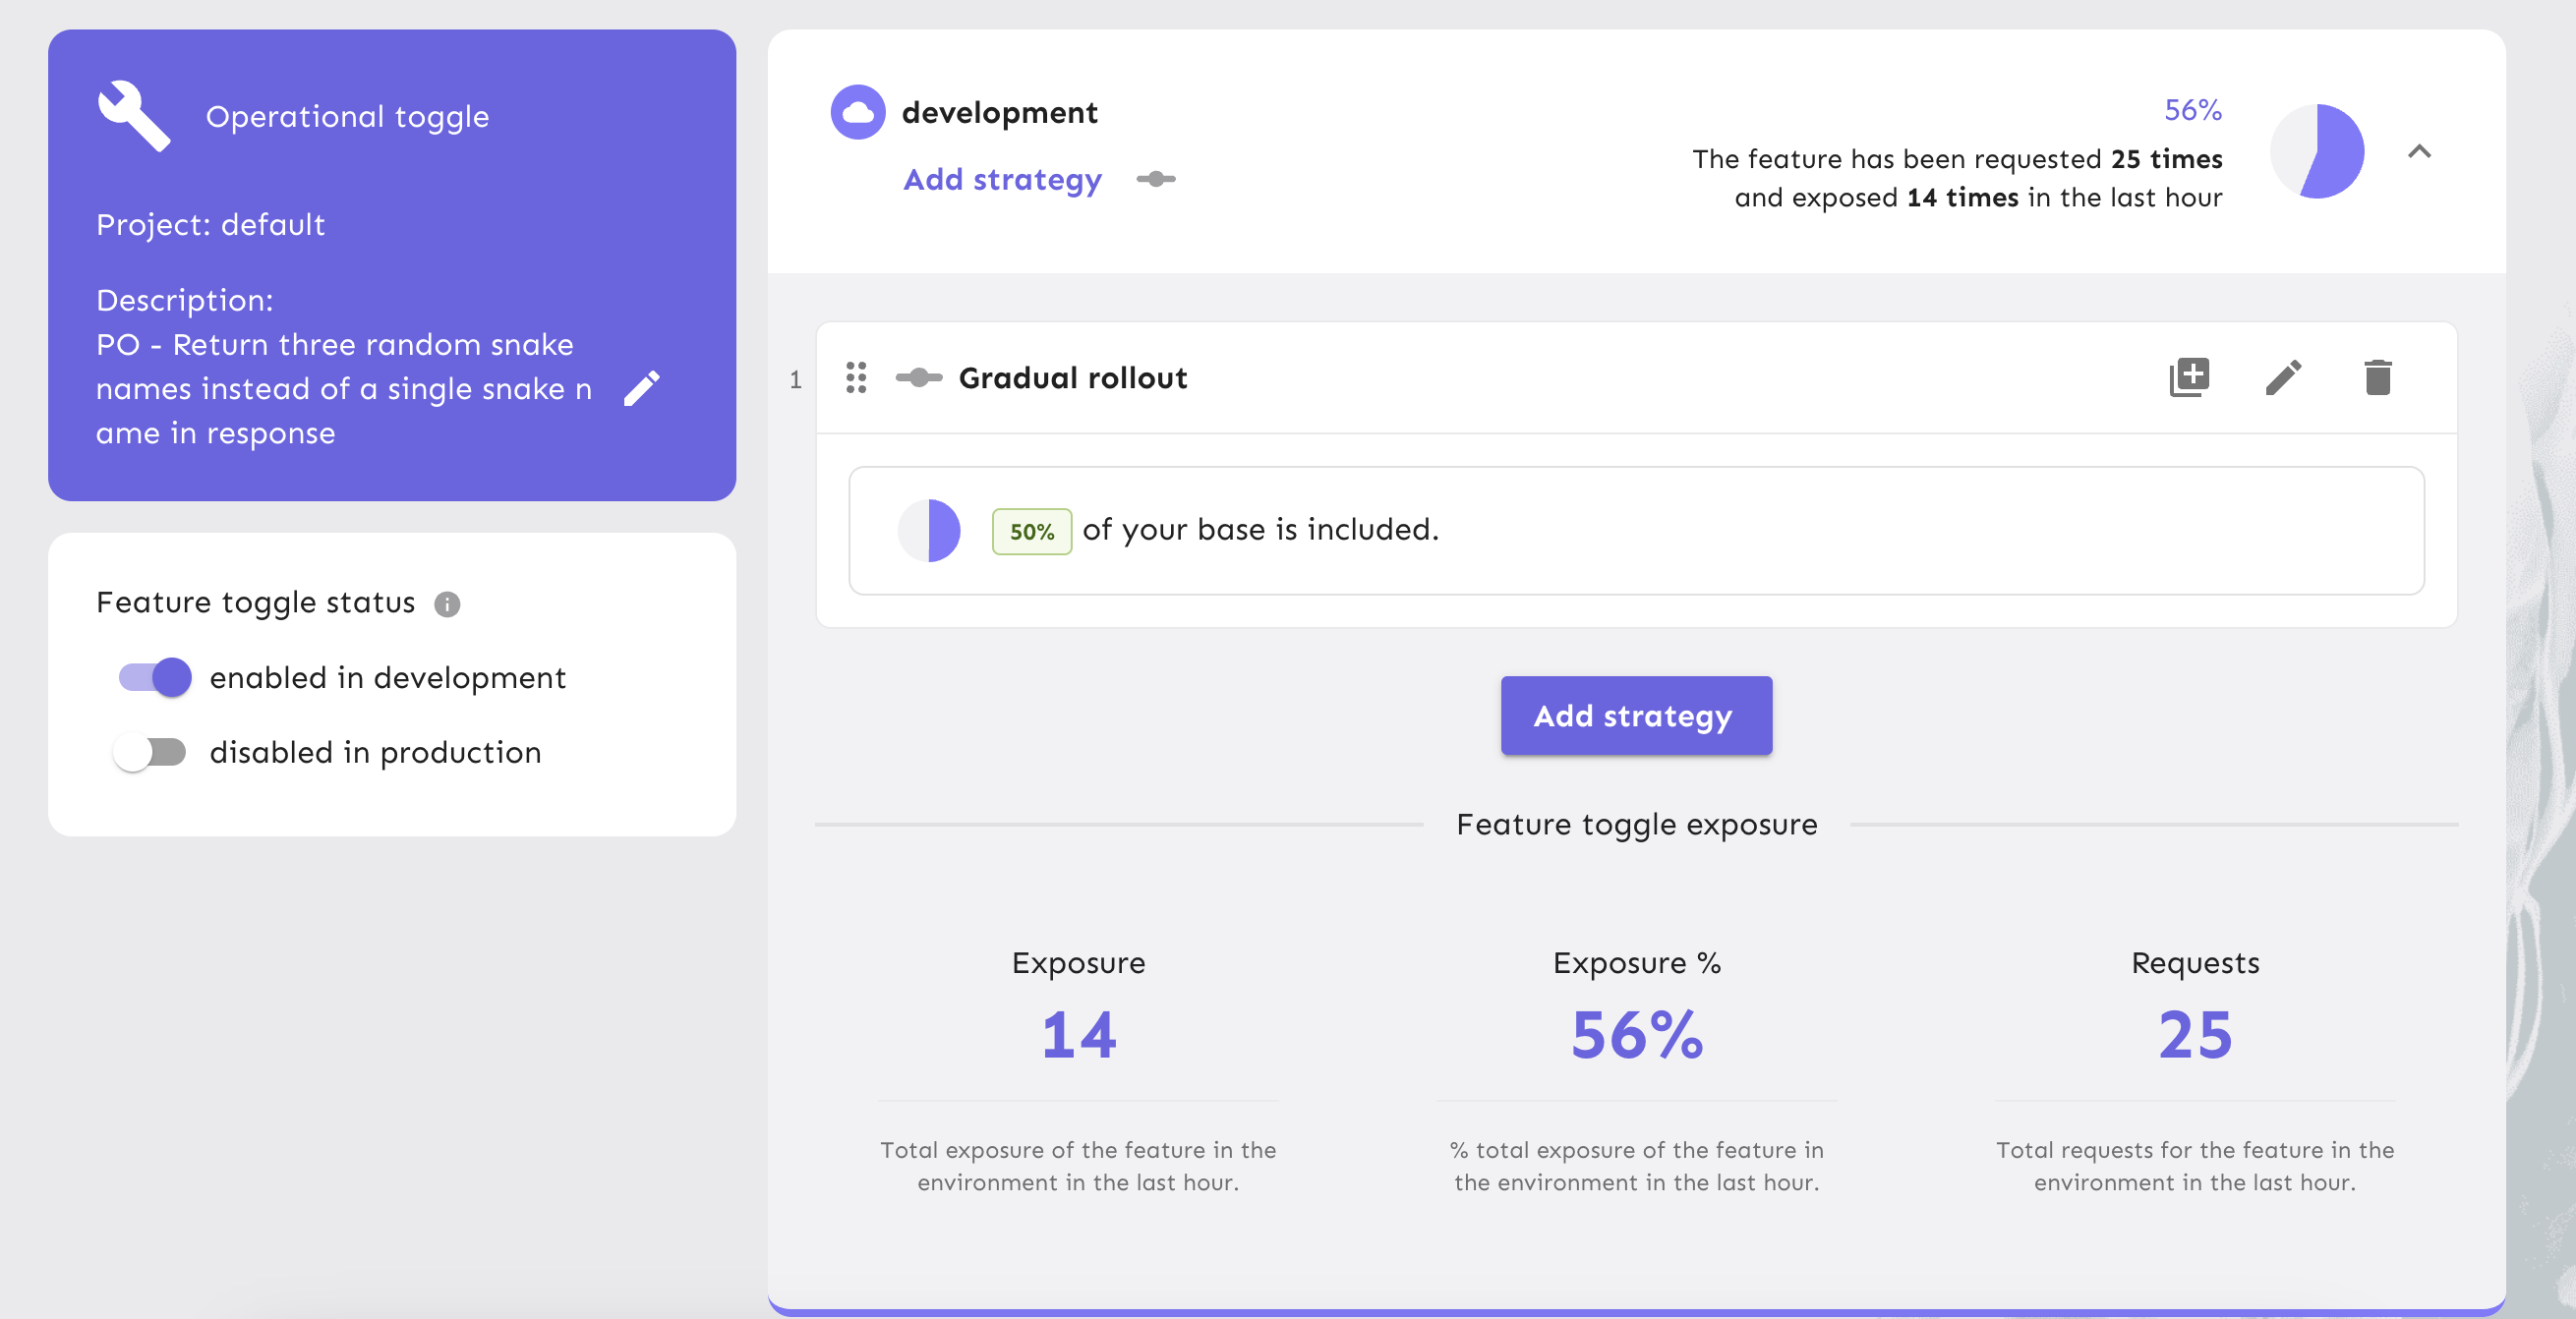 Operational toggle
Project: default
Description:
PO - Return three random snake
names instead of a single snake n
ame in response
Feature toggle status
enabled in development
disabled in production
development
Add strategy
56%
The feature has been requested 25 times
and exposed 14 times in the last hour
1
Gradual rollout
50% of your base is included.
Add strategy
Feature toggle exposure
Exposure
14
Total exposure of the feature in the
environment in the last hour.
Exposure %
56%
% total exposure of the feature in
the environment in the last hour.
Requests
25
Total requests for the feature in the
environment in the last hour.